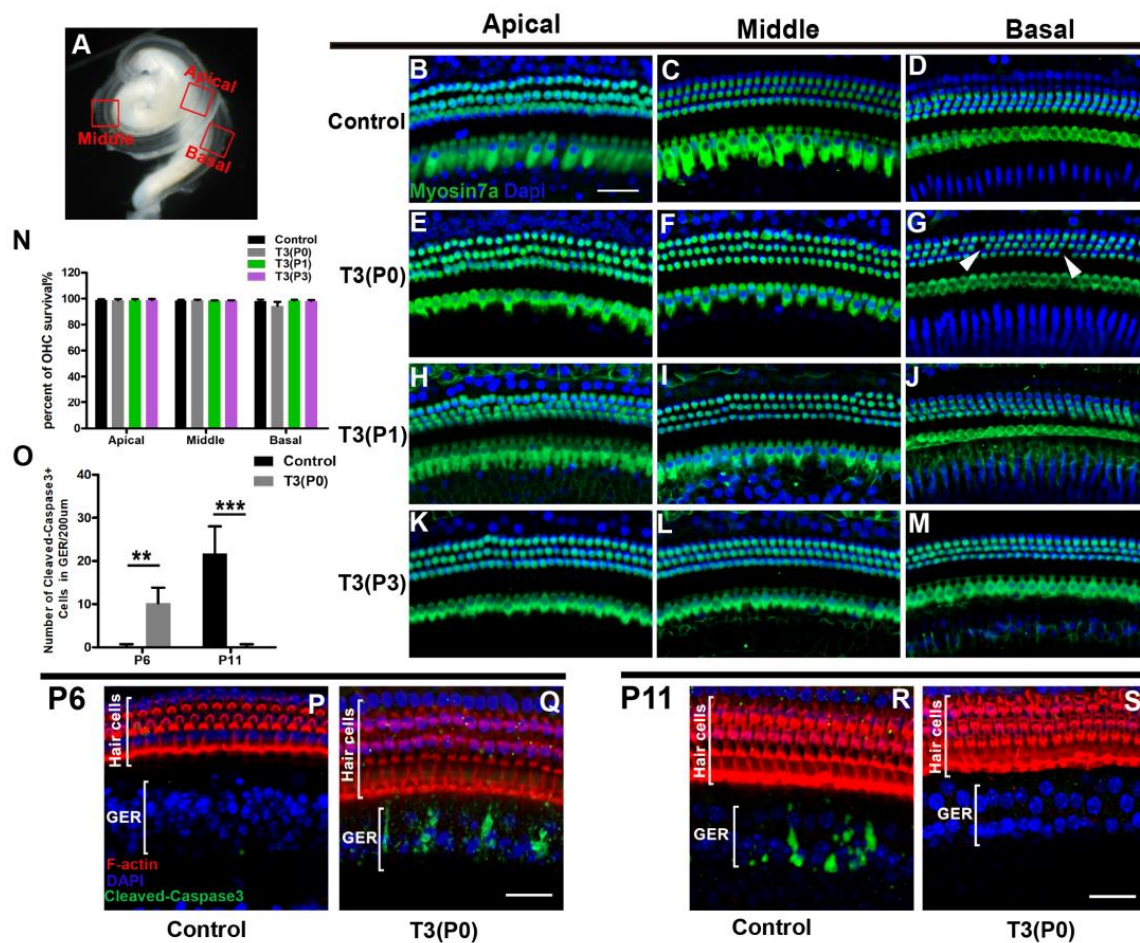 Apical Middle Basal
A
Apical
Middle
Basal
Control
B
C
D
Myosin7a Dapi
T3(P0)
E
F
G
T3(P1)
H
I
J
T3(P3)
K
L
M
N
Control
T3(P0)
T3(P1)
T3(P3)
percent of OHC survival%
120
100
80
60
40
20
0
Apical Middle Basal
O
Control
T3(P0)
Number of Cleaved-Caspase3+
Cells in GER/200um
40
30
20
10
0
**
***
P6 P11
P6
P
Hair cells
GER
F-actin
DAPI
Cleaved-Caspase3
Control
Q
Hair cells
GER
T3(P0)
P11
R
Hair cells
GER
Control
S
Hair cells
GER
T3(P0)